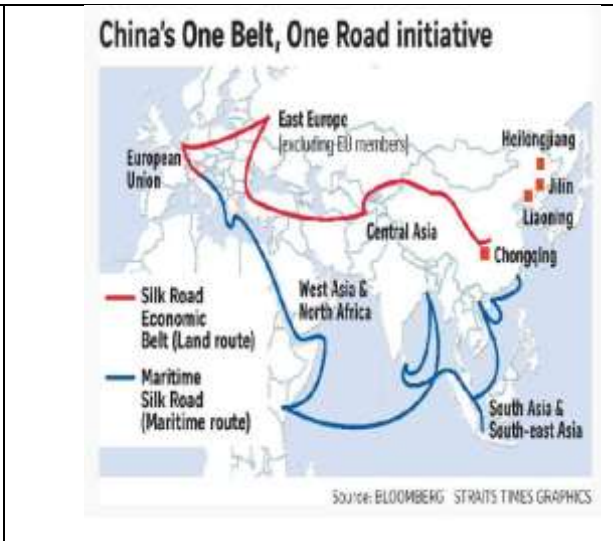 China's One Belt, One Road initiative
East Europe
(excluding EU members)
Heilongjiang
European
Union
Jilin
Liaoning
Central Asia
Chongqing
West Asia &
North Africa
Silk Road
Economic
Belt (Land route)
Maritime
Silk Road
(Maritime route)
South Asia &
South-east Asia
Source: BLOOMBERG STRAITS TIMES GRAPHICS